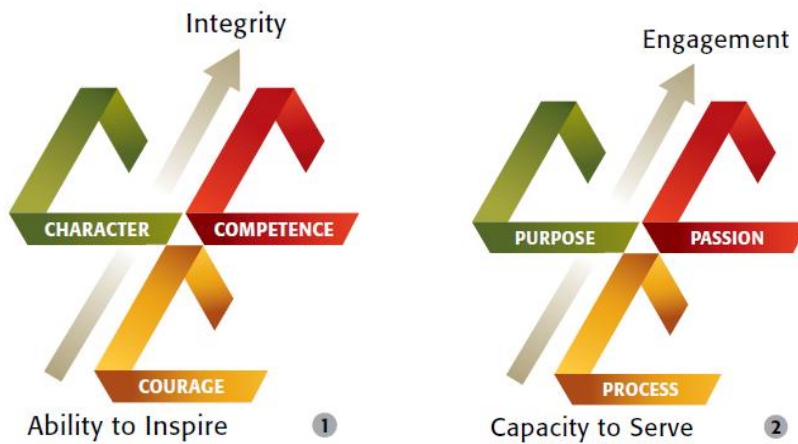 Integrity
CHARACTER
COMPETENCE
COURAGE
Ability to Inspire
1
Engagement
PURPOSE
PASSION
PROCESS
Capacity to Serve
2